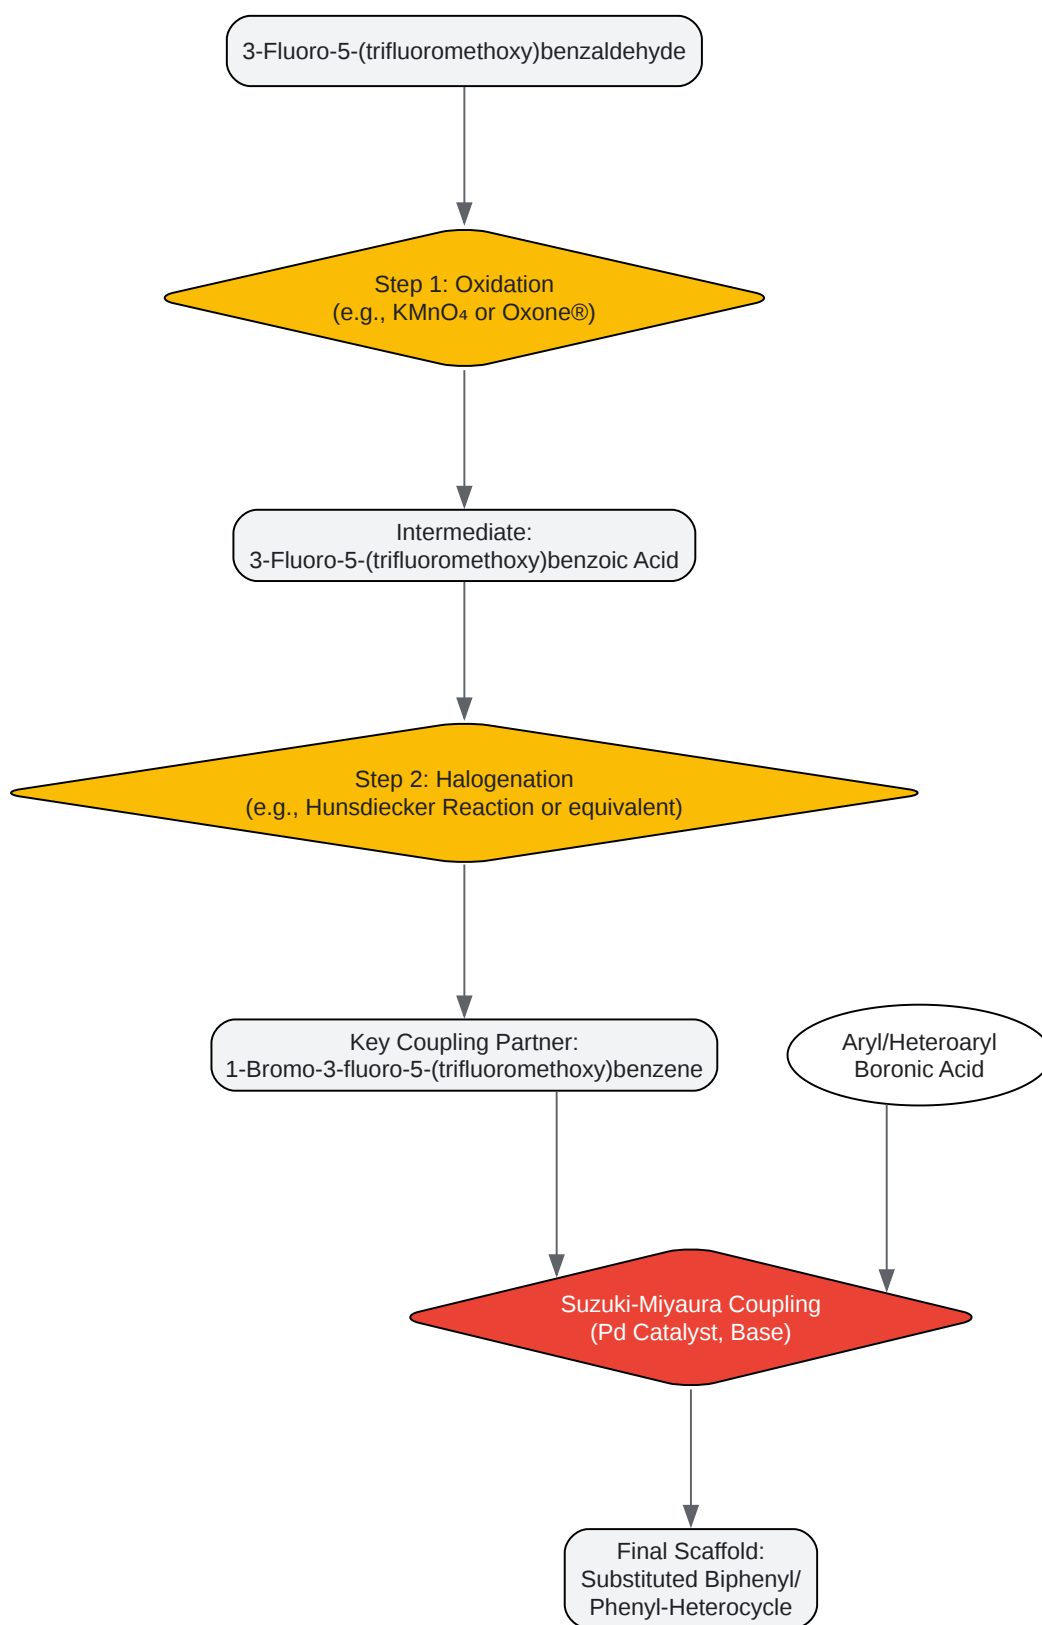 3-Fluoro-5-(trifluoromethoxy)benzaldehyde
Step 1: Oxidation
(e.g., KMnO₄ or Oxone®)
Intermediate:
3-Fluoro-5-(trifluoromethoxy)benzoic Acid
Step 2: Halogenation
(e.g., Hunsdiecker Reaction or equivalent)
Key Coupling Partner:
1-Bromo-3-fluoro-5-(trifluoromethoxy)benzene
Aryl/Heteroaryl
Boronic Acid
Suzuki-Miyaura Coupling
(Pd Catalyst, Base)
Final Scaffold:
Substituted Biphenyl/
Phenyl-Heterocycle